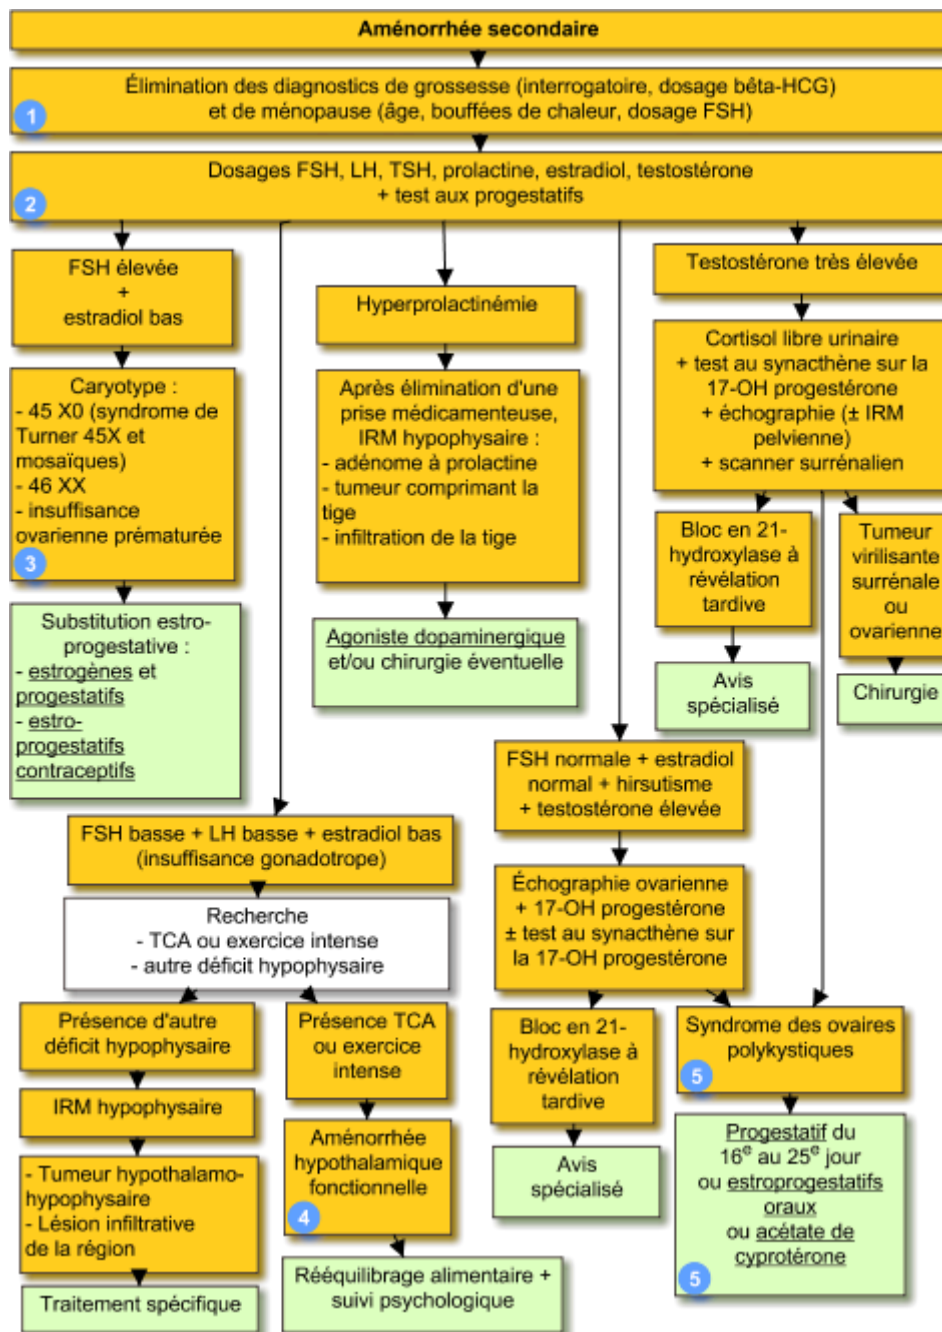 Aménorrhée secondaire
Élimination des diagnostics de grossesse (interrogatoire, dosage bêta-HCG)
et de ménopause (âge, bouffées de chaleur, dosage FSH)
1
Dosages FSH, LH, TSH, prolactine, estradiol, testostérone
+ test aux progestatifs
2
FSH élevée
+
estradiol bas
Caryotype :
- 45 X0 (syndrome de
Turner 45X et
mosaïques)
- 46 XX
- insuffisance
ovarienne prématurée
3
Substitution estro-
progestative :
- estrogènes et
progestatifs
- estro-
progestatifs
contraceptifs
Hyperprolactinémie
Après élimination d'une
prise médicamenteuse,
IRM hypophysaire :
- adénome à prolactine
- tumeur comprimant la
tige
- infiltration de la tige
Agoniste dopaminergique
et/ou chirurgie éventuelle
Testostérone très élevée
Cortisol libre urinaire
+ test au synacthène sur la
17-OH progestérone
+ échographie (± IRM
pelvienne)
+ scanner surrénalien
Bloc en 21-
hydroxylase à
révélation
tardive
Avis
spécialisé
Tumeur
virilisante
surrénale
ou
ovarienne
Chirurgie
FSH basse + LH basse + estradiol bas
(insuffisance gonadotrope)
Recherche
- TCA ou exercice intense
- autre déficit hypophysaire
Présence d'autre
déficit hypophysaire
IRM hypophysaire
- Tumeur hypothalamo-
hypophysaire
- Lésion infiltrative
de la région
Traitement spécifique
Présence TCA
ou exercice
intense
Aménorrhée
hypothalamique
fonctionnelle
4
Rééquilibrage alimentaire +
suivi psychologique
FSH normale + estradiol
normal + hirsutisme
+ testostérone élevée
Échographie ovarienne
+ 17-OH progestérone
± test au synacthène sur
la 17-OH progestérone
Bloc en 21-
hydroxylase à
révélation
tardive
Avis
spécialisé
Syndrome des ovaires
polykystiques
5
Progestatif du
16e au 25e jour
ou estroprogestatifs
oraux
ou acétate de
cyprotérone
5